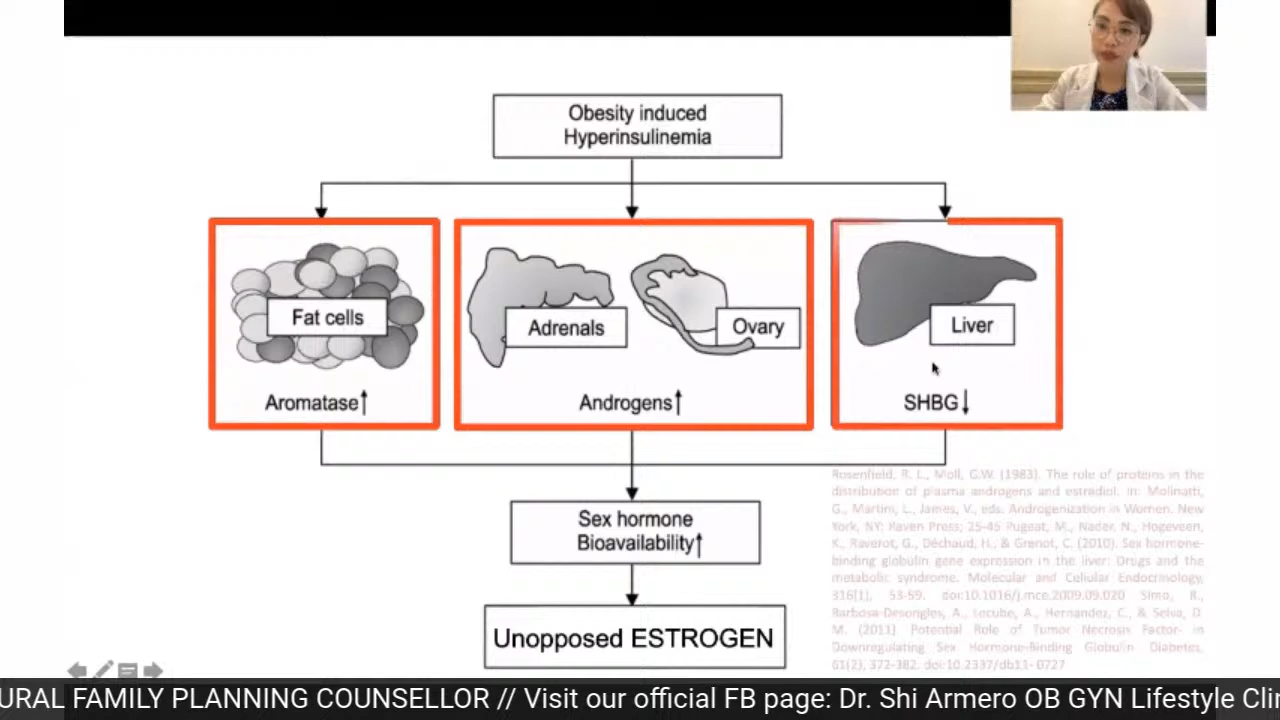 Obesity induced
Hyperinsulinemia
Fat cells
Aromatase↑
Adrenals
Ovary
Androgens↑
Liver
SHBG↓
Sex hormone
Bioavailability↑
Unopposed ESTROGEN
Rosenfield, R. L., Moll, G.W. (1983). The role of proteins in the
distribution of plasma androgens and estradiol. In: Molinatti,
G., Martini, L., James, V., eds. Androgenization in Women. New
York, NY: Raven Press; 25-45 Pugeat, M., Nader, N., Hogeveen,
K., Raverot, G., Déchaud, H., & Grenot, C. (2010). Sex hormone-
binding globulin gene expression in the liver: Drugs and the
metabolic syndrome. Molecular and Cellular Endocrinology,
316(1), 53-59. doi:10.1016/j.mce.2009.09.020 Simo, R.,
Barbosa-Desongles, A., Lecube, A., Hernandez, C., & Selva, D.
M. (2011). Potential Role of Tumor Necrosis Factor- in
Downregulating Sex Hormone-Binding Globulin. Diabetes,
61(2), 372-382. doi:10.2337/db11-0727
URAL FAMILY PLANNING COUNSELLOR // Visit our official FB page: Dr. Shi Armero OB GYN Lifestyle Clin